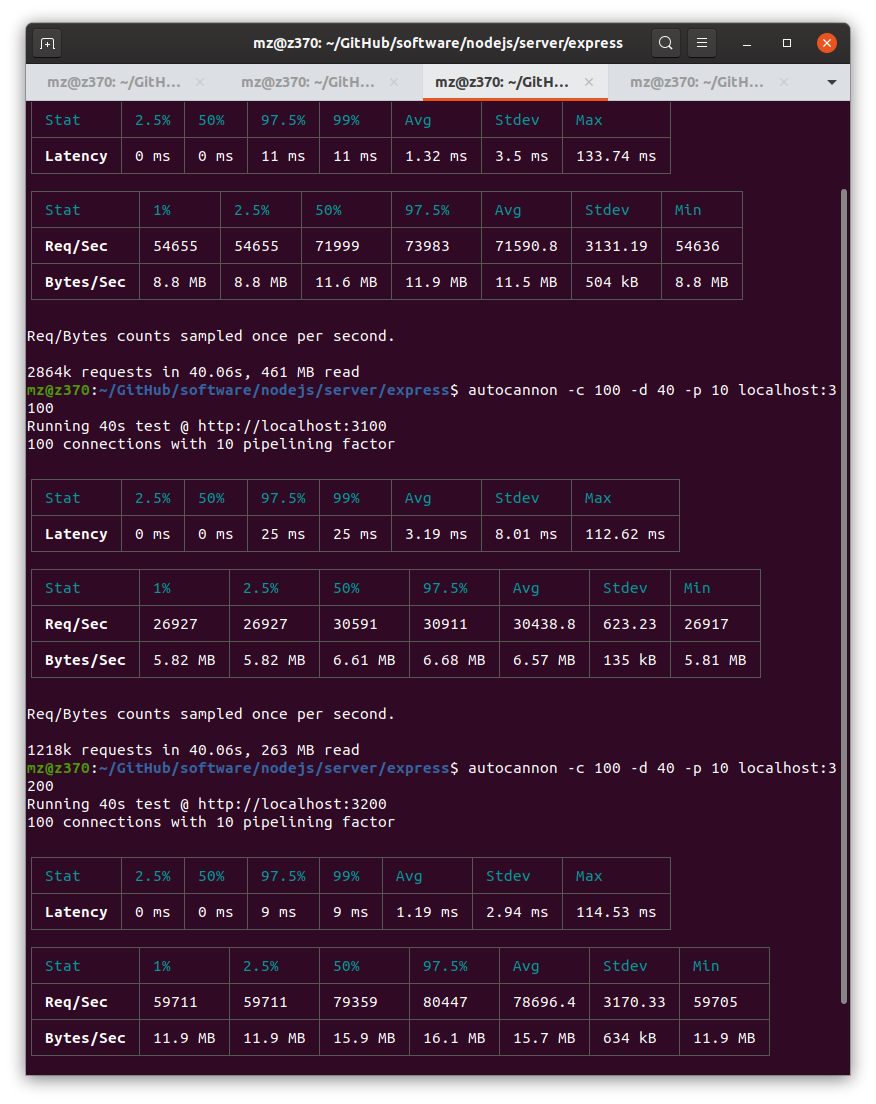 mz@z370: ~/GitHub/software/nodejs/server/express
mz@z370: ~/GitH... mz@z370: ~/GitH... mz@z370: ~/GitH... mz@z370: ~/GitH...
Stat 2.5% 50% 97.5% 99% Avg Stdev Max
Latency 0 ms 0 ms 11 ms 11 ms 1.32 ms 3.5 ms 133.74 ms
Stat 1% 2.5% 50% 97.5% Avg Stdev Min
Req/Sec 54655 54655 71999 73983 71590.8 3131.19 54636
Bytes/Sec 8.8 MB 8.8 MB 11.6 MB 11.9 MB 11.5 MB 504 kB 8.8 MB
Req/Bytes counts sampled once per second.
2864k requests in 40.06s, 461 MB read
mz@z370:~/GitHub/software/nodejs/server/express$ autocannon -c 100 -d 40 -p 10 localhost:3
100
Running 40s test @ http://localhost:3100
100 connections with 10 pipelining factor
Stat 2.5% 50% 97.5% 99% Avg Stdev Max
Latency 0 ms 0 ms 25 ms 25 ms 3.19 ms 8.01 ms 112.62 ms
Stat 1% 2.5% 50% 97.5% Avg Stdev Min
Req/Sec 26927 26927 30591 30911 30438.8 623.23 26917
Bytes/Sec 5.82 MB 5.82 MB 6.61 MB 6.68 MB 6.57 MB 135 kB 5.81 MB
Req/Bytes counts sampled once per second.
1218k requests in 40.06s, 263 MB read
mz@z370:~/GitHub/software/nodejs/server/express$ autocannon -c 100 -d 40 -p 10 localhost:3
200
Running 40s test @ http://localhost:3200
100 connections with 10 pipelining factor
Stat 2.5% 50% 97.5% 99% Avg Stdev Max
Latency 0 ms 0 ms 9 ms 9 ms 1.19 ms 2.94 ms 114.53 ms
Stat 1% 2.5% 50% 97.5% Avg Stdev Min
Req/Sec 59711 59711 79359 80447 78696.4 3170.33 59705
Bytes/Sec 11.9 MB 11.9 MB 15.9 MB 16.1 MB 15.7 MB 634 kB 11.9 MB